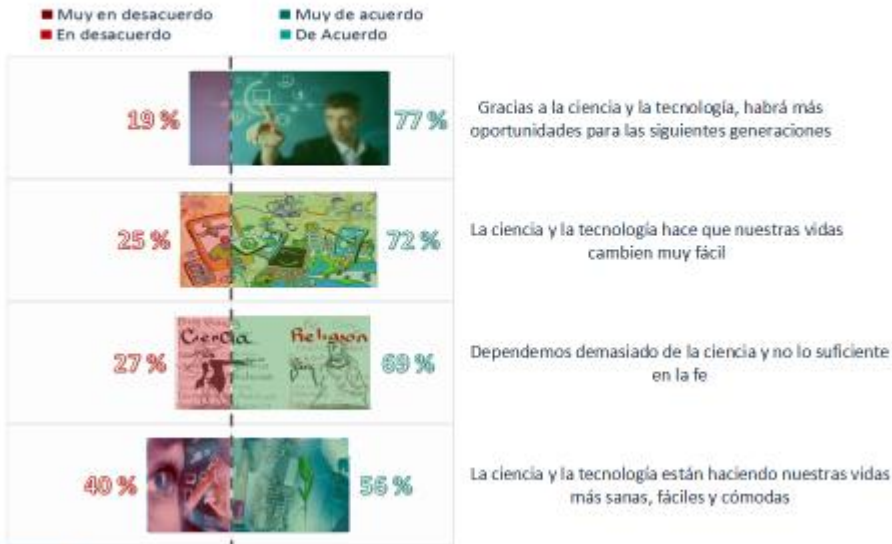 Muy en desacuerdo
Muy de acuerdo
En desacuerdo
De Acuerdo
19 %
77 %
Gracias a la ciencia y la tecnología, habrá más
oportunidades para las siguientes generaciones
25 %
72 %
La ciencia y la tecnología hace que nuestras vidas
cambien muy fácil
Ciencia
Religion
27 %
69 %
Dependemos demasiado de la ciencia y no lo suficiente
en la fe
40 %
56 %
La ciencia y la tecnología están haciendo nuestras vidas
más sanas, fáciles y cómodas